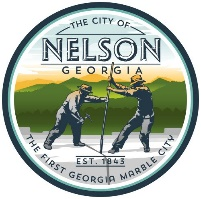 THE CITY OF
NELSON
GEORGIA
EST. 1843
THE FIRST GEORGIA MARBLE CITY